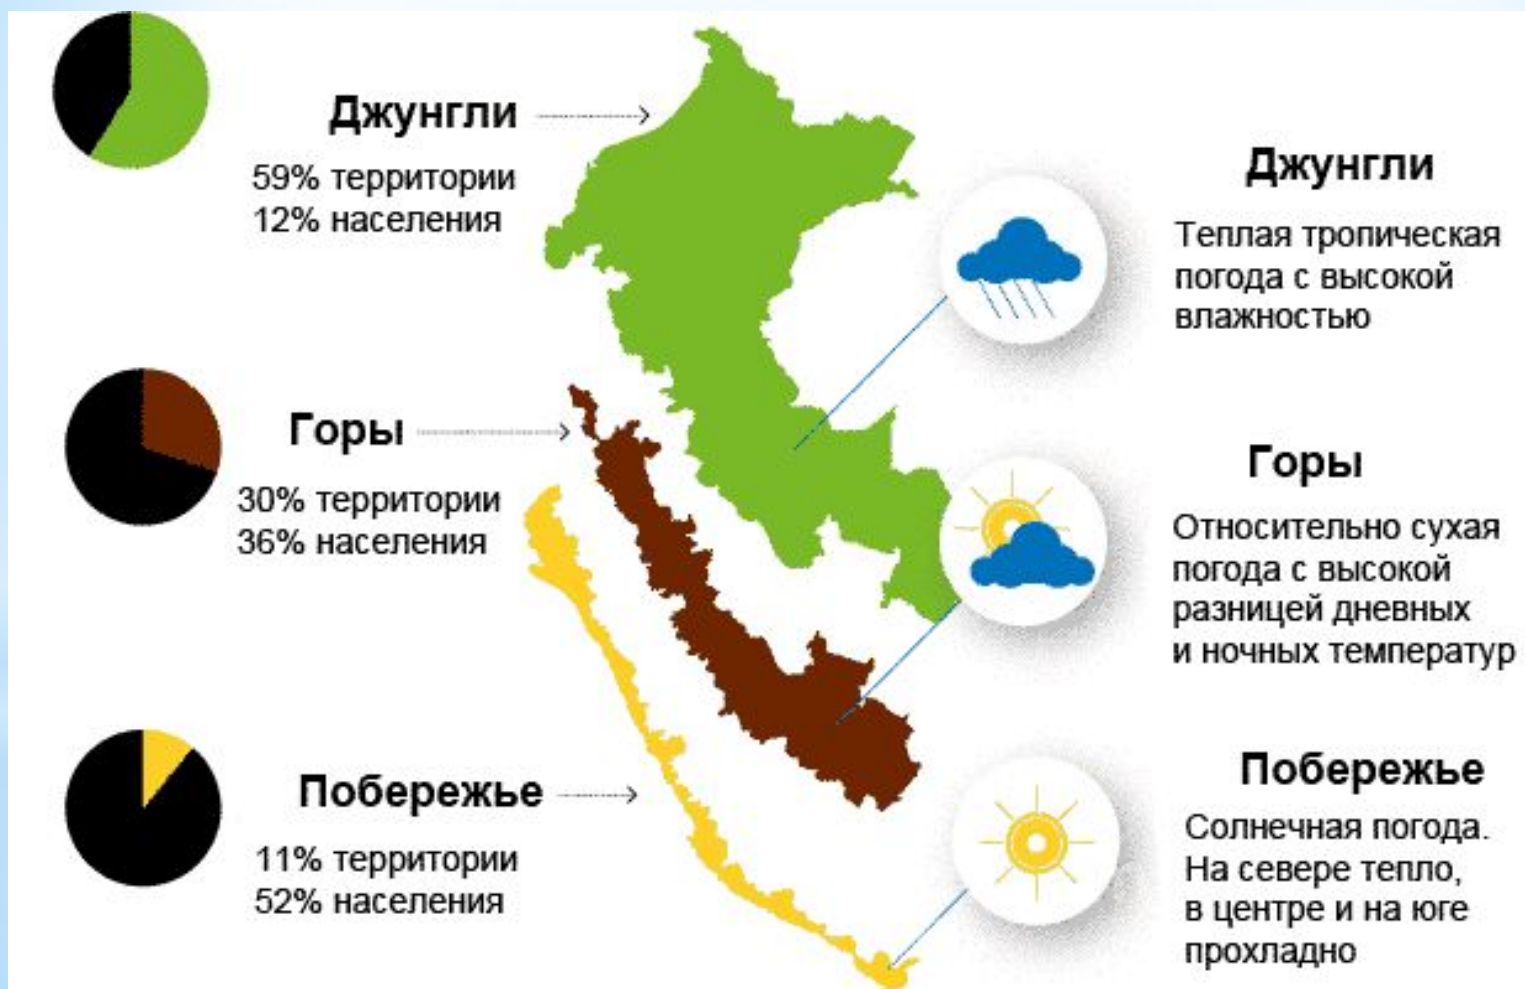 Джунгли
59% территории
12% населения
Джунгли
Теплая тропическая
погода с высокой
влажностью
Горы
30% территории
36% населения
Горы
Относительно сухая
погода с высокой
разницей дневных
и ночных температур
Побережье
11% территории
52% населения
Побережье
Солнечная погода.
На севере тепло,
в центре и на юге
прохладно